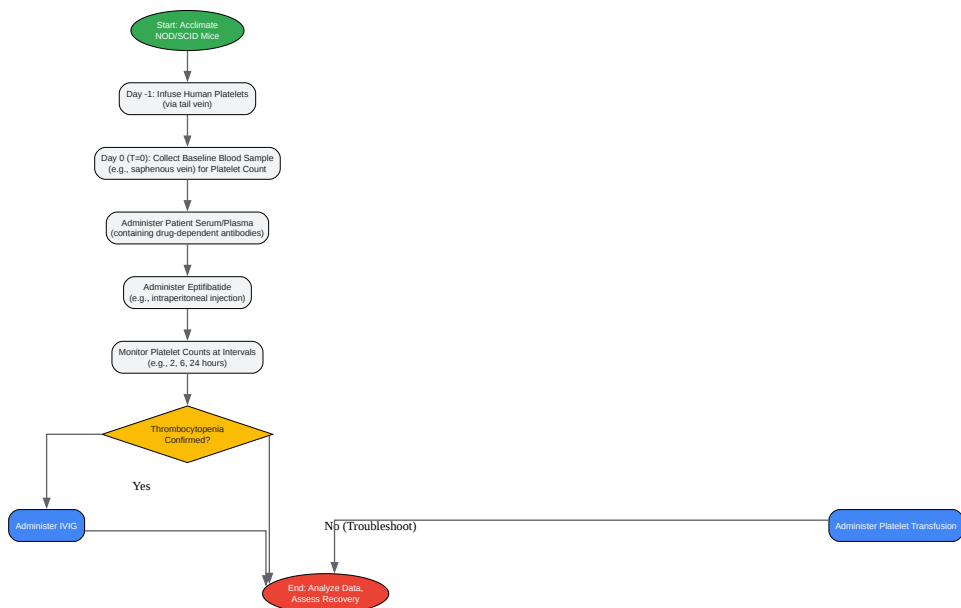 Start: Acclimate
NOD/SCID Mice
Day -1: Infuse Human Platelets
(via tail vein)
Day 0 (T=0): Collect Baseline Blood Sample
(e.g., saphenous vein) for Platelet Count
Administer Patient Serum/Plasma
(containing drug-dependent antibodies)
Administer Eptifibatide
(e.g., intraperitoneal injection)
Monitor Platelet Counts at Intervals
(e.g., 2, 6, 24 hours)
Thrombocytopenia
Confirmed?
Yes
Administer IVIG
No (Troubleshoot)
Administer Platelet Transfusion
End: Analyze Data,
Assess Recovery